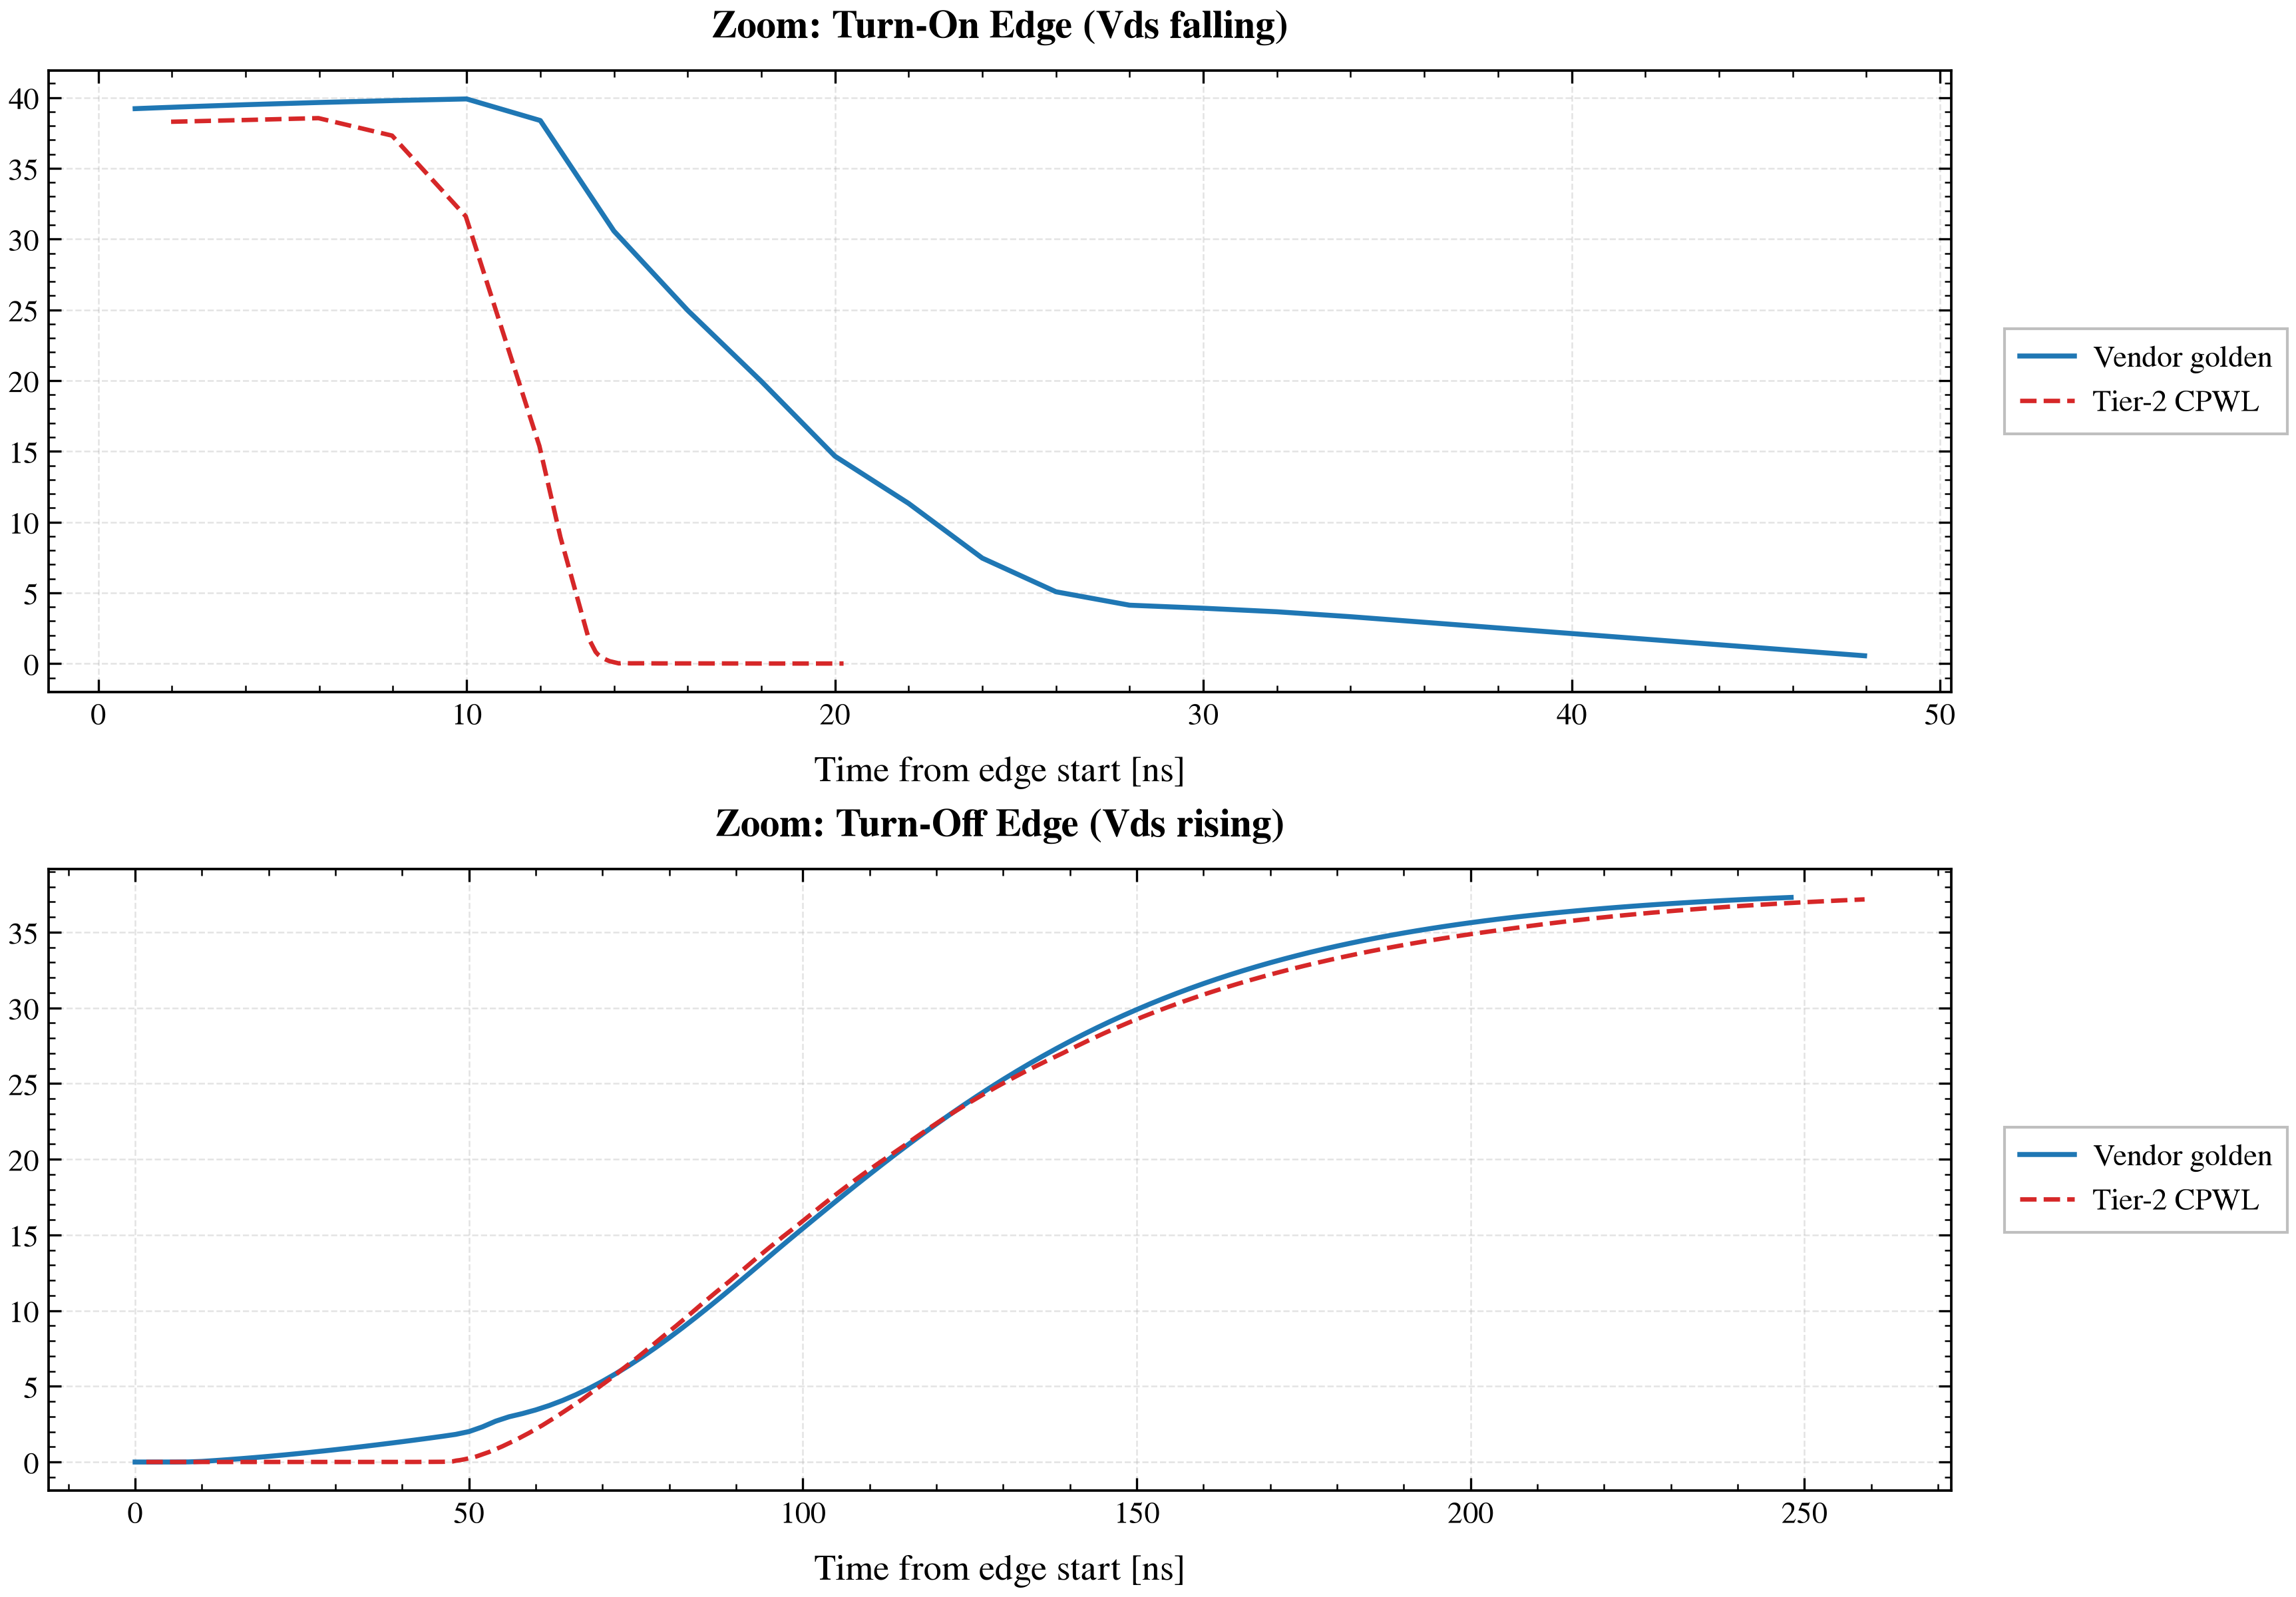 Zoom: Turn-On Edge (Vds falling)
40
35
30
25
20
15
10
5
0
0 10 20 30 40 50
Time from edge start [ns]
Vendor golden
Tier-2 CPWL
Zoom: Turn-Off Edge (Vds rising)
35
30
25
20
15
10
5
0
0 50 100 150 200 250
Time from edge start [ns]
Vendor golden
Tier-2 CPWL